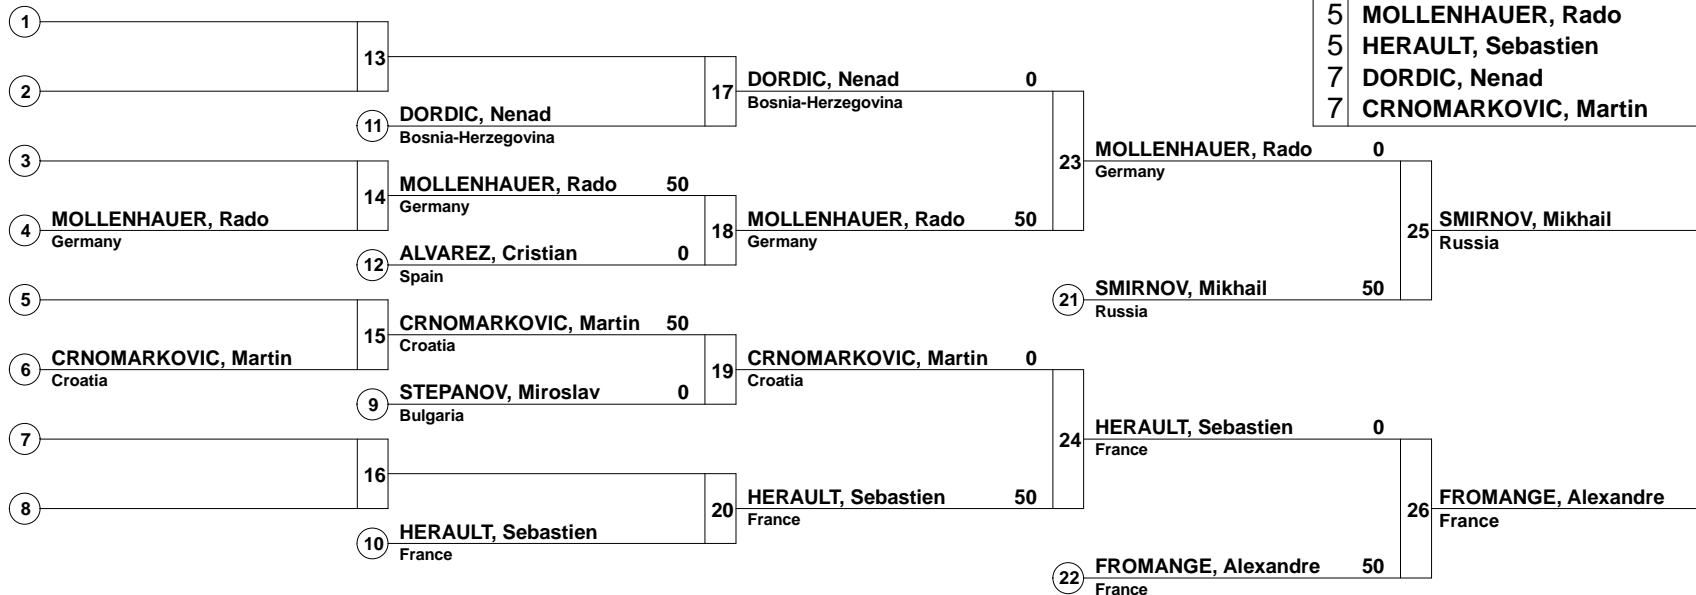 5 MOLLENHAUER, Rado
5 HERAULT, Sebastien
7 DORDIC, Nenad
7 CRNOMARKOVIC, Martin
1
13
2
DORDIC, Nenad 0
17
Bosnia-Herzegovina
DORDIC, Nenad
11
Bosnia-Herzegovina
3
MOLLENHAUER, Rado 0
23
Germany
14
MOLLENHAUER, Rado 50
Germany
4
MOLLENHAUER, Rado
Germany
18
MOLLENHAUER, Rado 50
Germany
25
SMIRNOV, Mikhail
Russia
12
ALVAREZ, Cristian 0
Spain
5
21
SMIRNOV, Mikhail 50
Russia
15
CRNOMARKOVIC, Martin 50
Croatia
6
CRNOMARKOVIC, Martin
Croatia
19
CRNOMARKOVIC, Martin 0
Croatia
9
STEPANOV, Miroslav 0
Bulgaria
7
24
HERAULT, Sebastien 0
France
16
8
20
HERAULT, Sebastien 50
France
26
FROMANGE, Alexandre
France
10
HERAULT, Sebastien
France
22
FROMANGE, Alexandre 50
France